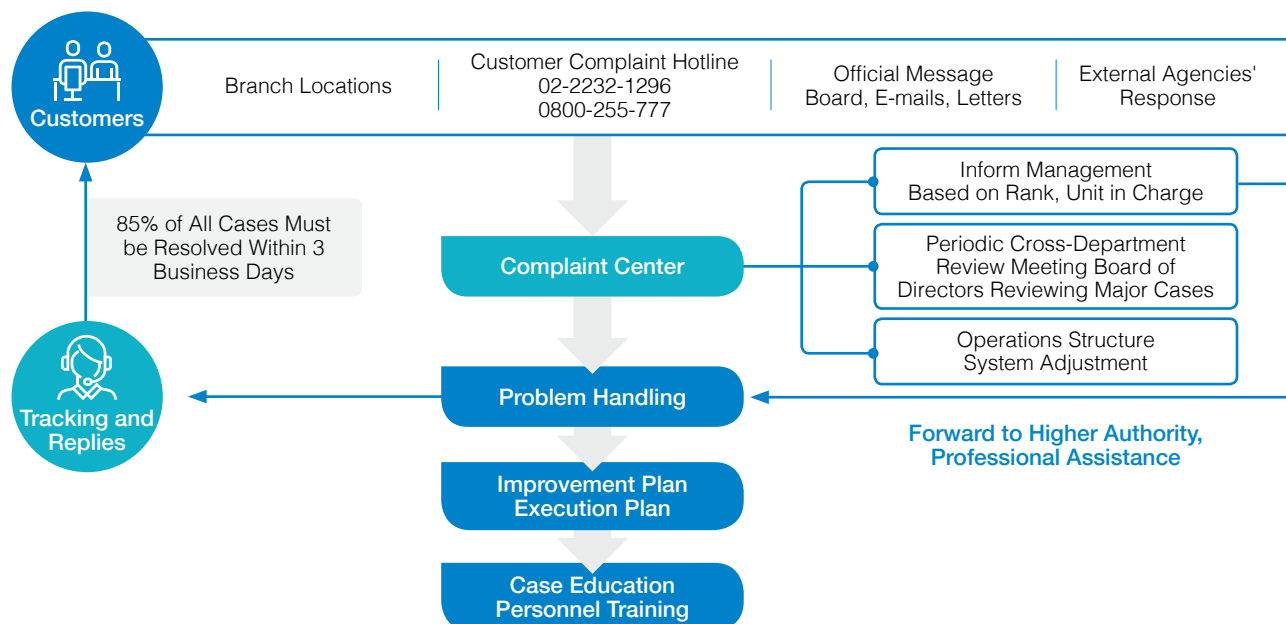 Customers
Branch Locations
Customer Complaint Hotline
02-2232-1296
0800-255-777
Official Message
Board, E-mails, Letters
External Agencies'
Response
85% of All Cases Must
be Resolved Within 3
Business Days
Complaint Center
Inform Management
Based on Rank, Unit in Charge
Periodic Cross-Department
Review Meeting Board of
Directors Reviewing Major Cases
Operations Structure
System Adjustment
Tracking and
Replies
Problem Handling
Forward to Higher Authority,
Professional Assistance
Improvement Plan
Execution Plan
Case Education
Personnel Training